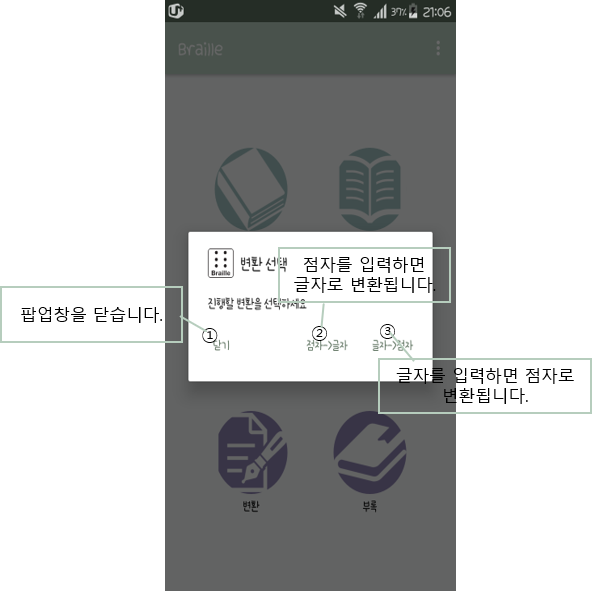 37% 21:06
Braille
Braille
변환 선택
점자를 입력하면
글자로 변환됩니다.
진행할 변환을 선택하세요
팝업창을 닫습니다.
① ② ③
닫기 점자->글자 글자->점자
글자를 입력하면 점자로
변환됩니다.
변환 부록